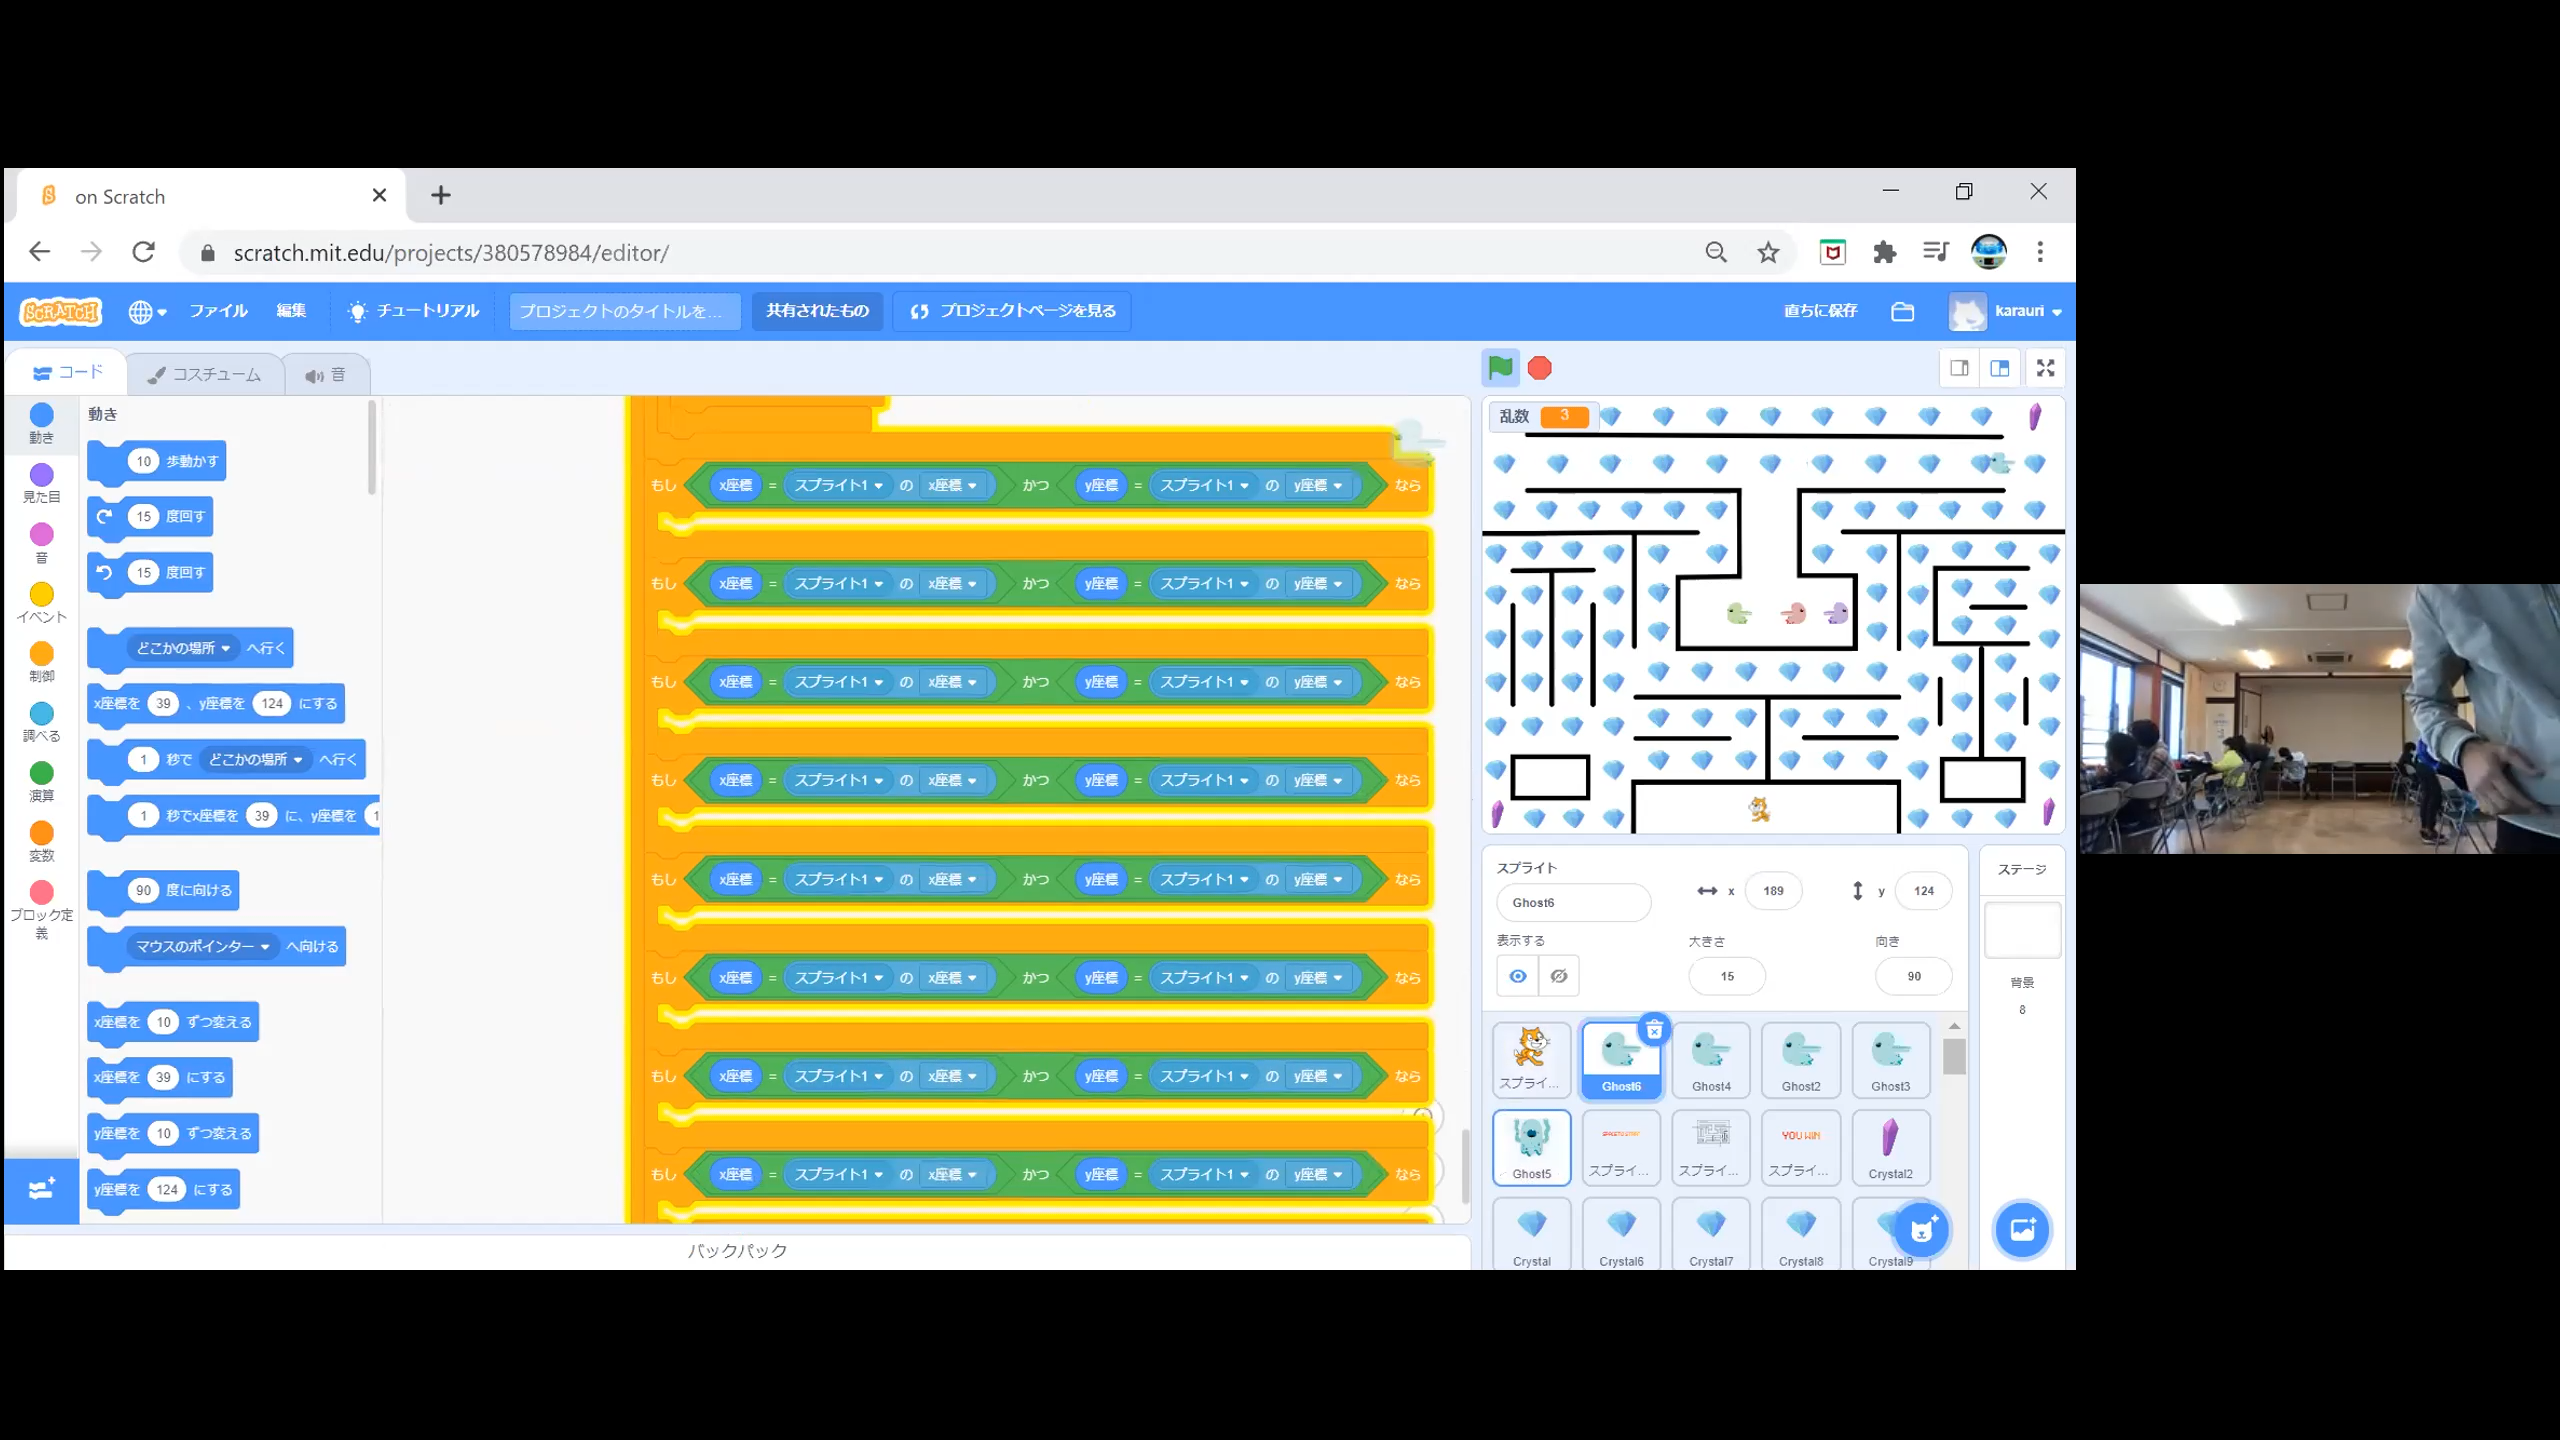 on Scratch
scratch.mit.edu/projects/380578984/editor/
SCRATCH
ファイル
編集
チュートリアル
プロジェクトのタイトルを...
共有されたもの
プロジェクトページを見る
直ちに保存
karauri
コード
コスチューム
音
動き
見た目
音
イベント
制御
調べる
演算
変数
ブロック定
義
動き
10 歩動かす
15 度回す
15 度回す
どこかの場所 へ行く
x座標を 39 、y座標を 124 にする
1 秒で どこかの場所 へ行く
1 秒でx座標を 39 に、y座標を 1
90 度に向ける
マウスのポインター へ向ける
x座標を 10 ずつ変える
x座標を 39 にする
y座標を 10 ずつ変える
y座標を 124 にする
もし x座標 = スプライト1 の x座標 かつ y座標 = スプライト1 の y座標 なら
もし x座標 = スプライト1 の x座標 かつ y座標 = スプライト1 の y座標 なら
もし x座標 = スプライト1 の x座標 かつ y座標 = スプライト1 の y座標 なら
もし x座標 = スプライト1 の x座標 かつ y座標 = スプライト1 の y座標 なら
もし x座標 = スプライト1 の x座標 かつ y座標 = スプライト1 の y座標 なら
もし x座標 = スプライト1 の x座標 かつ y座標 = スプライト1 の y座標 なら
もし x座標 = スプライト1 の x座標 かつ y座標 = スプライト1 の y座標 なら
もし x座標 = スプライト1 の x座標 かつ y座標 = スプライト1 の y座標 なら
バックパック
乱数 3
スプライト
Ghost6
x 189
y 124
表示する
大きさ
向き
15
90
スプライ...
Ghost6
Ghost4
Ghost2
Ghost3
Ghost5
スプライ...
スプライ...
YOU WIN
スプライ...
Crystal2
Crystal
Crystal6
Crystal7
Crystal8
Crystal9
ステージ
背景
8